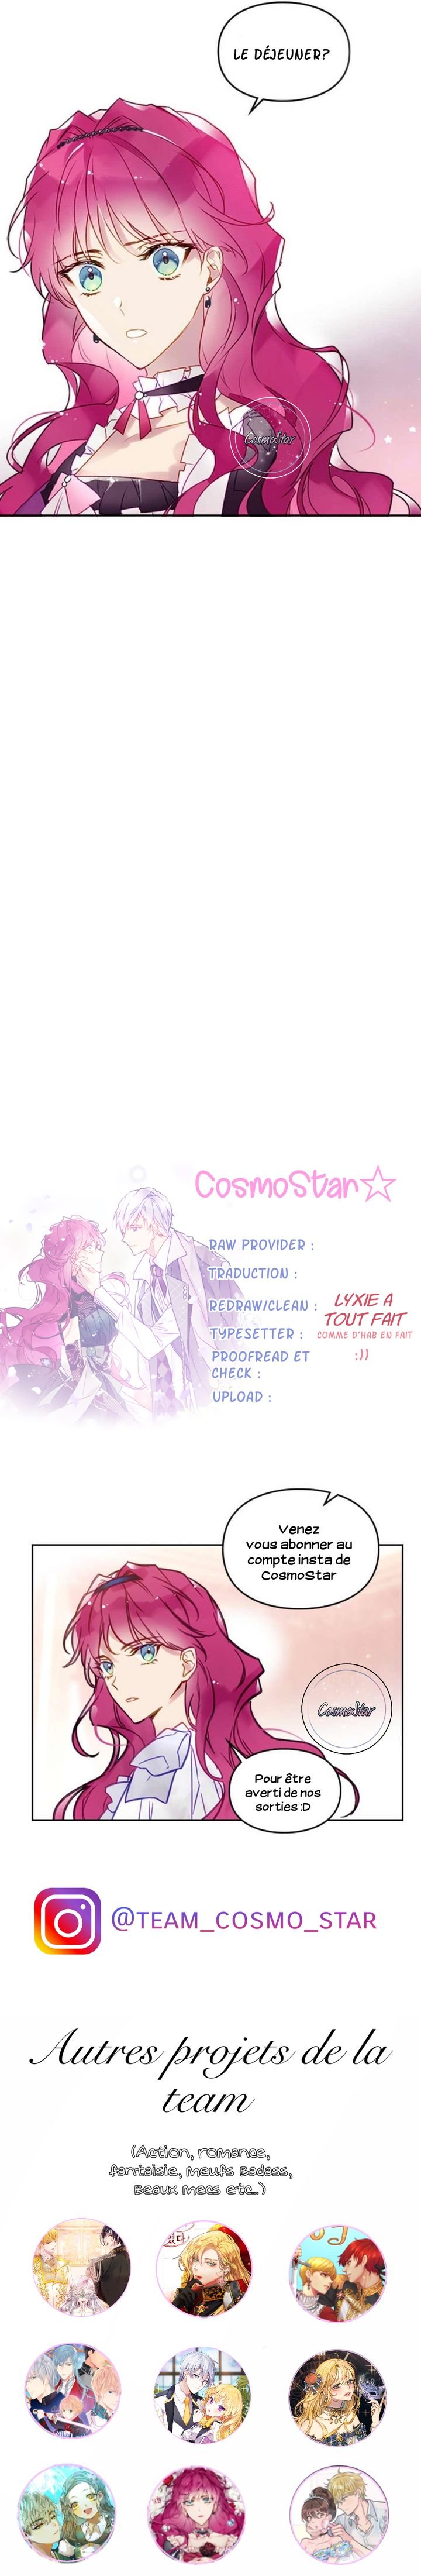 LE DÉJEUNER?
CosmoStar
CosmoStar☆
RAW PROVIDER :
TRADUCTION :
REDRAW/CLEAN :
TYPESETTER :
PROOFREAD ET
CHECK :
UPLOAD :
LYXIE A
TOUT FAIT
COMME D'HAB EN FAIT
:))
Venez
vous abonner au
compte insta de
CosmoStar
CosmoStar
Pour être
averti de nos
sorties :D
@TEAM_COSMO_STAR
Autres projets de la
team
(Action, romance,
fantaisie, meufs badass,
beaux mecs etc...)